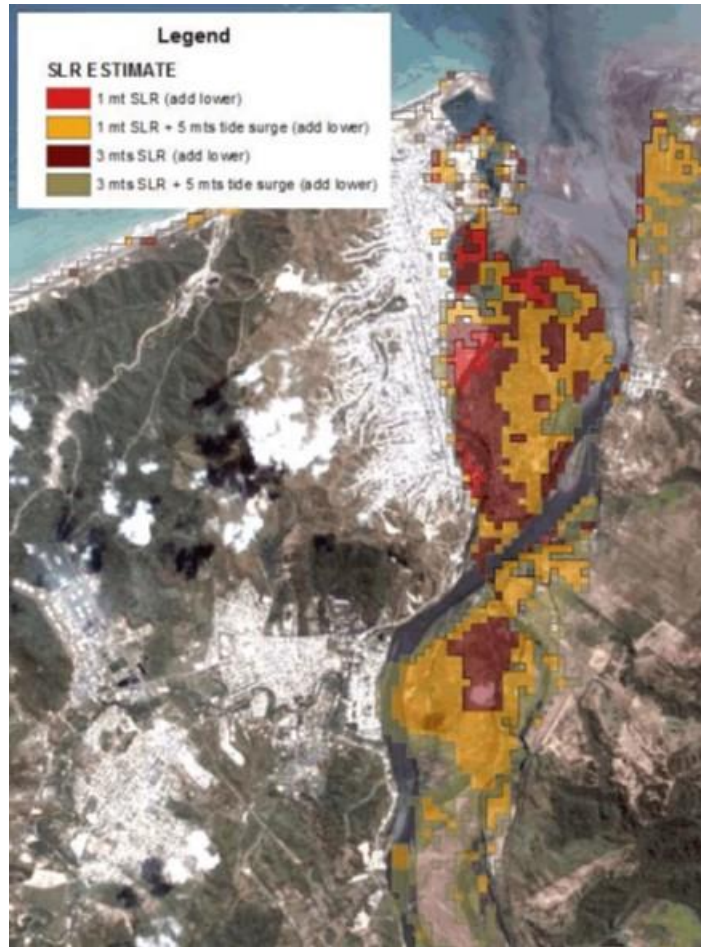 Legend
SLR ESTIMATE
1 mt SLR (add lower)
1 mt SLR + 5 mts tide surge (add lower)
3 mts SLR (add lower)
3 mts SLR + 5 mts tide surge (add lower)